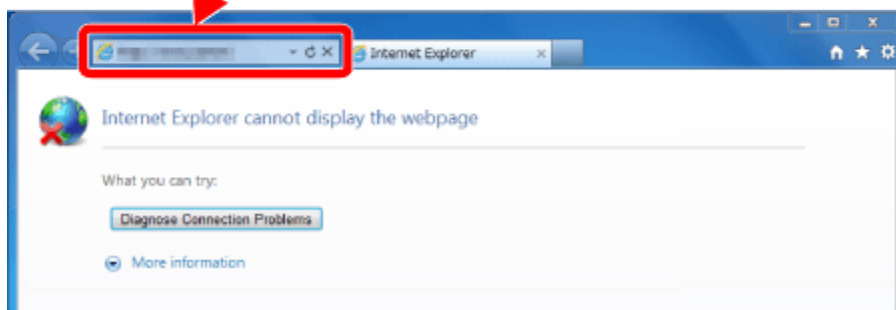 Internet Explorer
Internet Explorer cannot display the webpage
What you can try:
Diagnose Connection Problems
More information